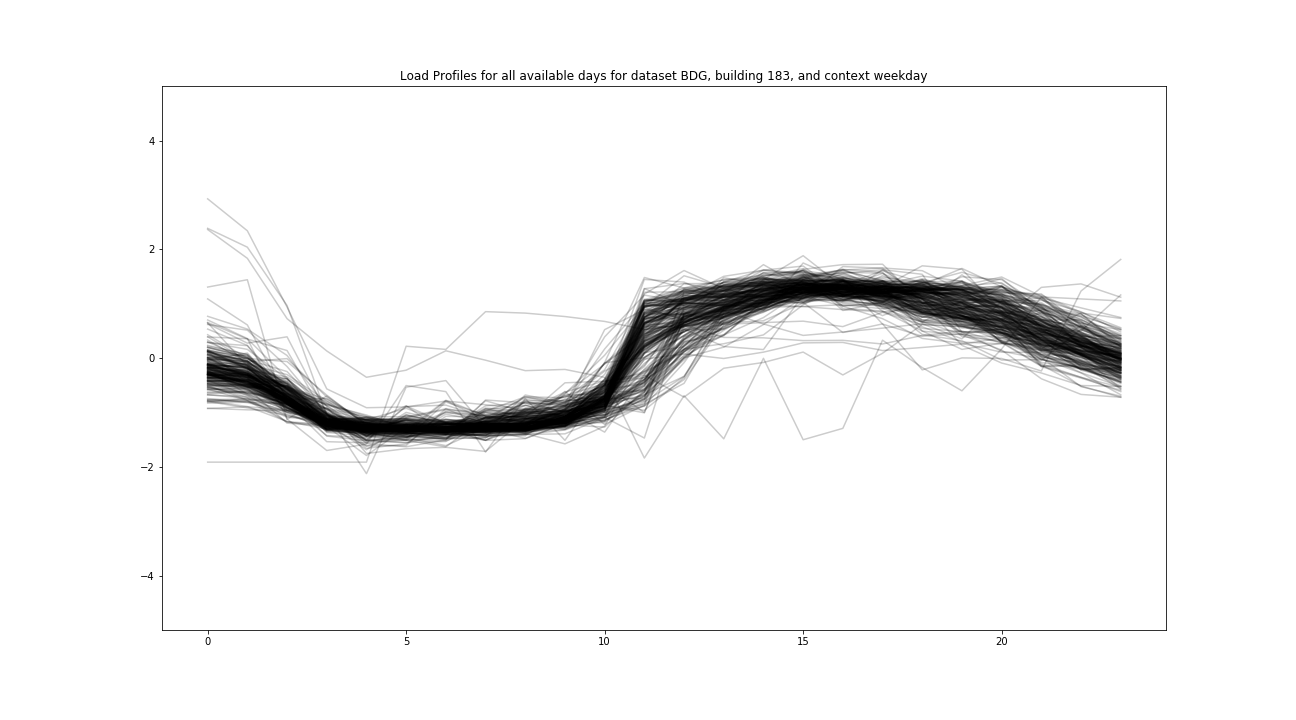 Load Profiles for all available days for dataset BDG, building 183, and context weekday
4
2
0
−2
−4
0 5 10 15 20